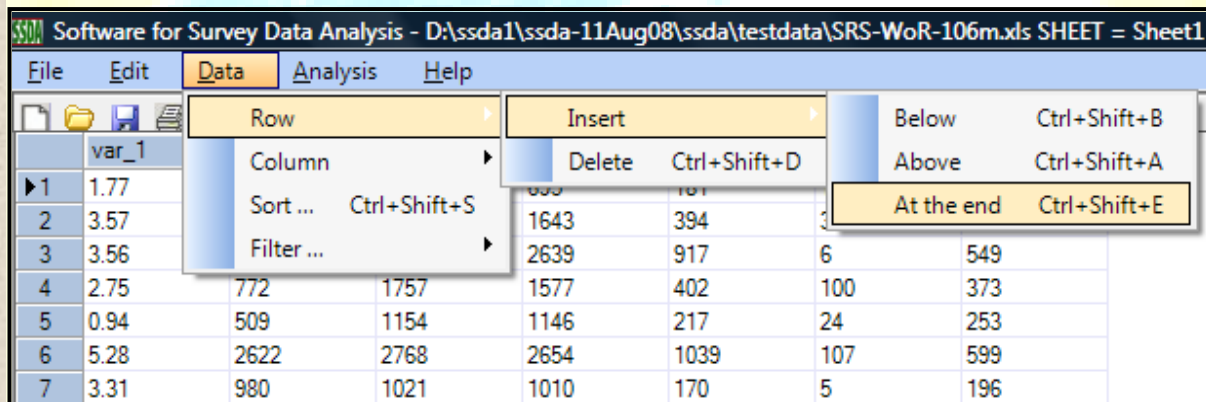 Software for Survey Data Analysis - D:\ssda1\ssda-11Aug08\ssda\testdata\SRS-WoR-106m.xls SHEET = Sheet1
File Edit Data Analysis Help
Row Insert Below Ctrl+Shift+B
var_1 Column Delete Ctrl+Shift+D Above Ctrl+Shift+A
1 1.77
Sort ... Ctrl+Shift+S At the end Ctrl+Shift+E
2 3.57 1643 394
Filter ...
3 3.56 2639 917 6 549
4 2.75 772 1757 1577 402 100 373
5 0.94 509 1154 1146 217 24 253
6 5.28 2622 2768 2654 1039 107 599
7 3.31 980 1021 1010 170 5 196